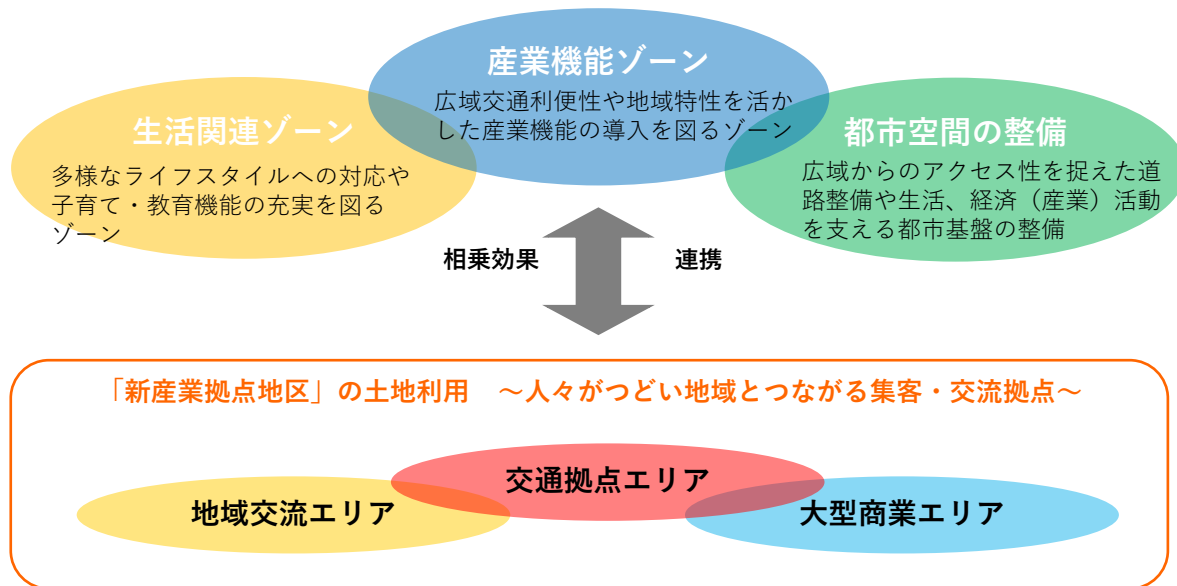 産業機能ゾーン
広域交通利便性や地域特性を活か
した産業機能の導入を図るゾーン
生活関連ゾーン
多様なライフスタイルへの対応や
子育て・教育機能の充実を図る
ゾーン
都市空間の整備
広域からのアクセス性を捉えた道
路整備や生活、経済（産業）活動
を支える都市基盤の整備
相乗効果
連携
「新産業拠点地区」の土地利用　～人々がつどい地域とつながる集客・交流拠点～
交通拠点エリア
地域交流エリア
大型商業エリア